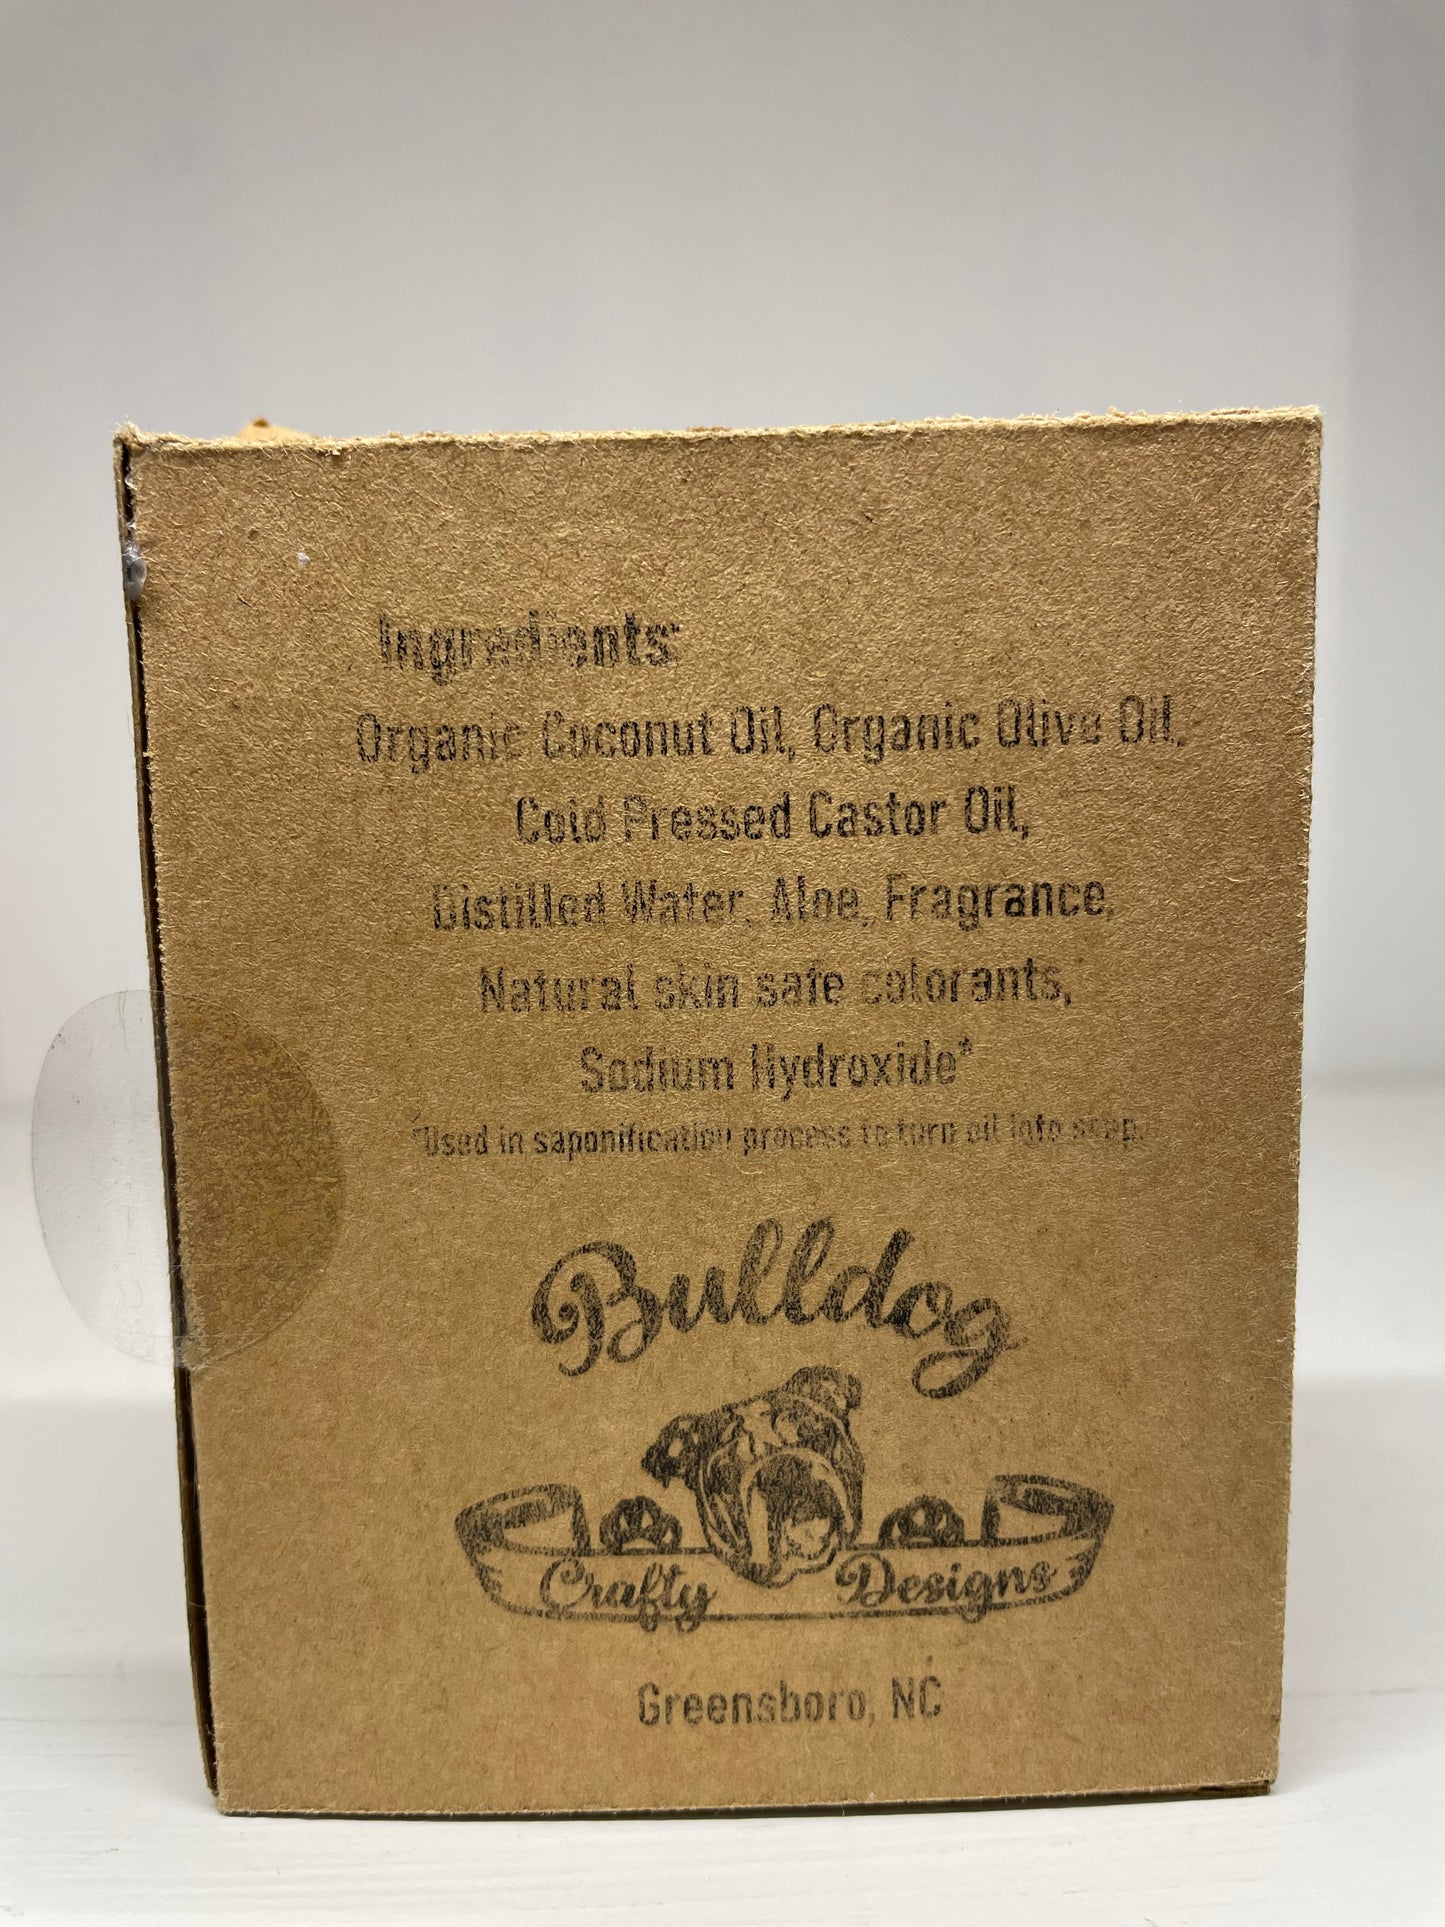 Ingredients:
Organic Coconut Oil, Organic Olive Oil,
Cold Pressed Castor Oil,
Distilled Water, Aloe, Fragrance,
Natural skin safe colorants,
Sodium Hydroxide*
*Used in saponification process to turn oil into soap.
Bulldog
Crafty Designs
Greensboro, NC